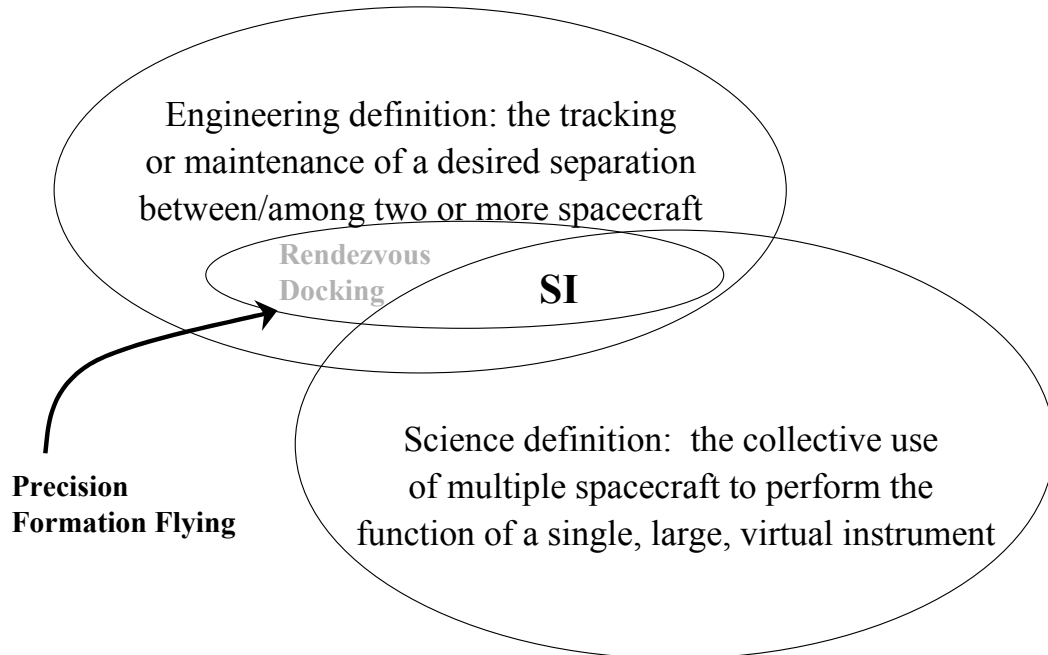 Engineering definition: the tracking
or maintenance of a desired separation
between/among two or more spacecraft
Rendezvous
Docking
SI
Science definition:  the collective use
of multiple spacecraft to perform the
function of a single, large, virtual instrument
Precision
Formation Flying